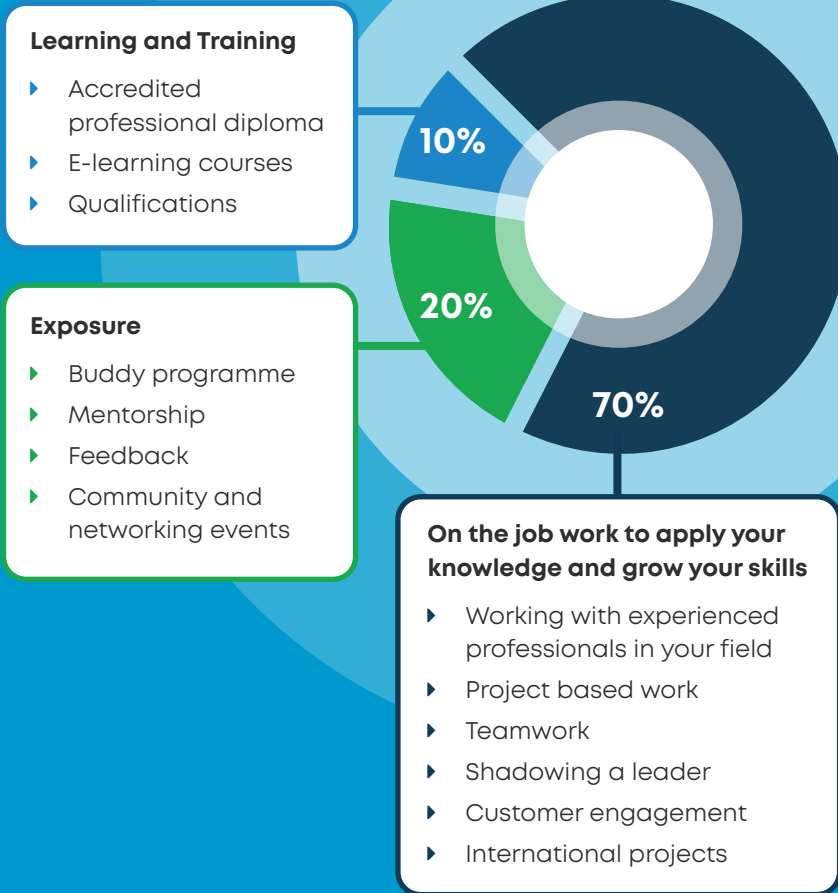 Learning and Training
Accredited
professional diploma
E-learning courses
Qualifications
10%
Exposure
Buddy programme
Mentorship
Feedback
Community and
networking events
20%
70%
On the job work to apply your
knowledge and grow your skills
Working with experienced
professionals in your field
Project based work
Teamwork
Shadowing a leader
Customer engagement
International projects